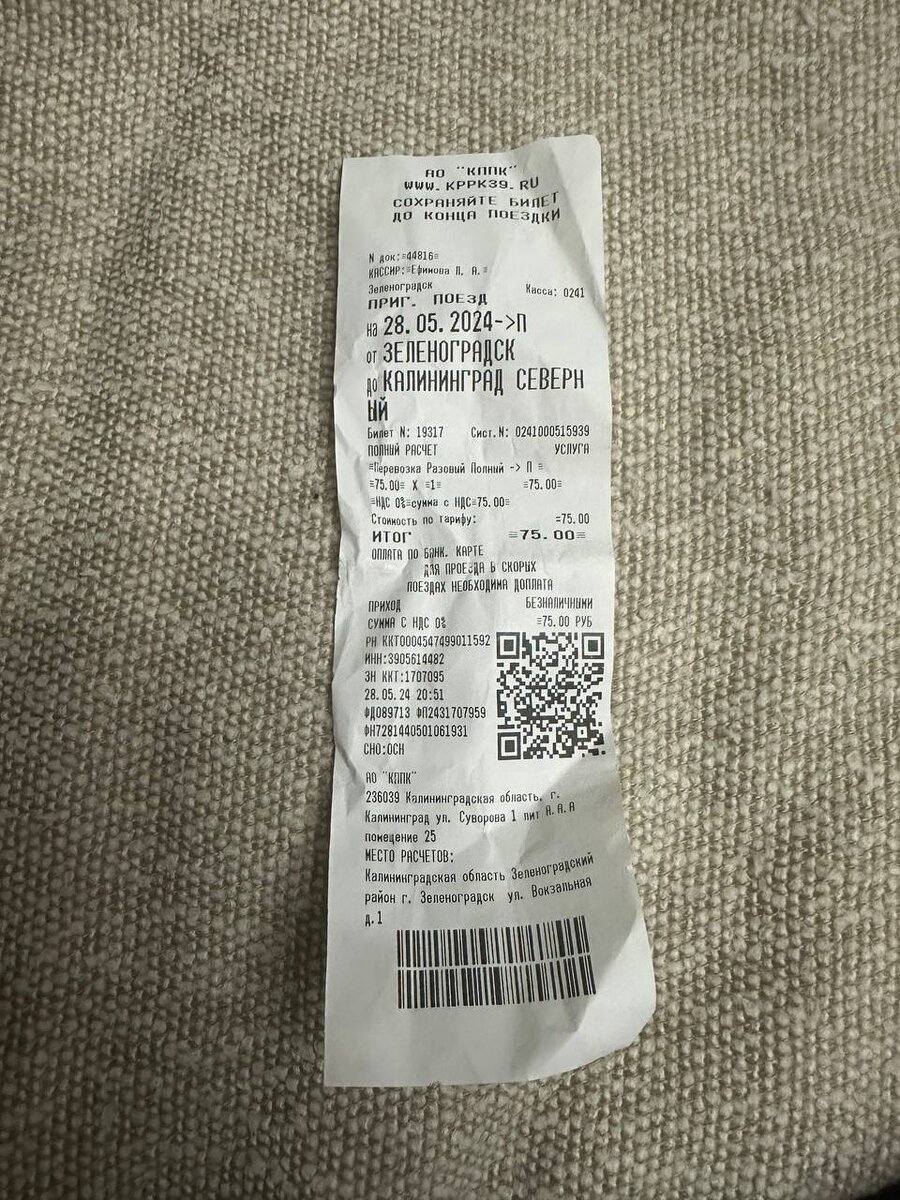 АО "КППК"
WWW.KPPK39.RU
СОХРАНЯЙТЕ БИЛЕТ
ДО КОНЦА ПОЕЗДКИ
N док:=44816=
КАССИР:=Ефимова Л. А.=
Зеленоградск Касса: 0241
ПРИГ. ПОЕЗД
на 28.05.2024->П
от ЗЕЛЕНОГРАДСК
до КАЛИНИНГРАД СЕВЕРН
ЫЙ
Билет N: 19317 Сист.N: 0241000515939
ПОЛНЫЙ РАСЧЕТ УСЛУГА
=Перевозка Разовый Полный -> П =
=75.00= X =1= =75.00=
=НДС 0%=сумма с НДС=75.00=
Стоимость по тарифу: =75.00
ИТОГ =75.00=
ОПЛАТА ПО БАНК. КАРТЕ
ДЛЯ ПРОЕЗДА В СКОРЫХ
ПОЕЗДАХ НЕОБХОДИМА ДОПЛАТА
ПРИХОД БЕЗНАЛИЧНЫМИ
СУММА С НДС 0% =75.00 РУБ
РН ККТ0004547499011592
ИНН:3905614482
ЗН ККТ:1707095
28.05.24 20:51
ФД089713 ФП2431707959
ФН7281440501061931
СНО:ОСН
АО "КППК"
236039 Калининградская область, г.
Калининград ул. Суворова 1 лит А.А.А
помещение 25
МЕСТО РАСЧЕТОВ:
Калининградская область Зеленоградский
район г. Зеленоградск ул. Вокзальная
д.1